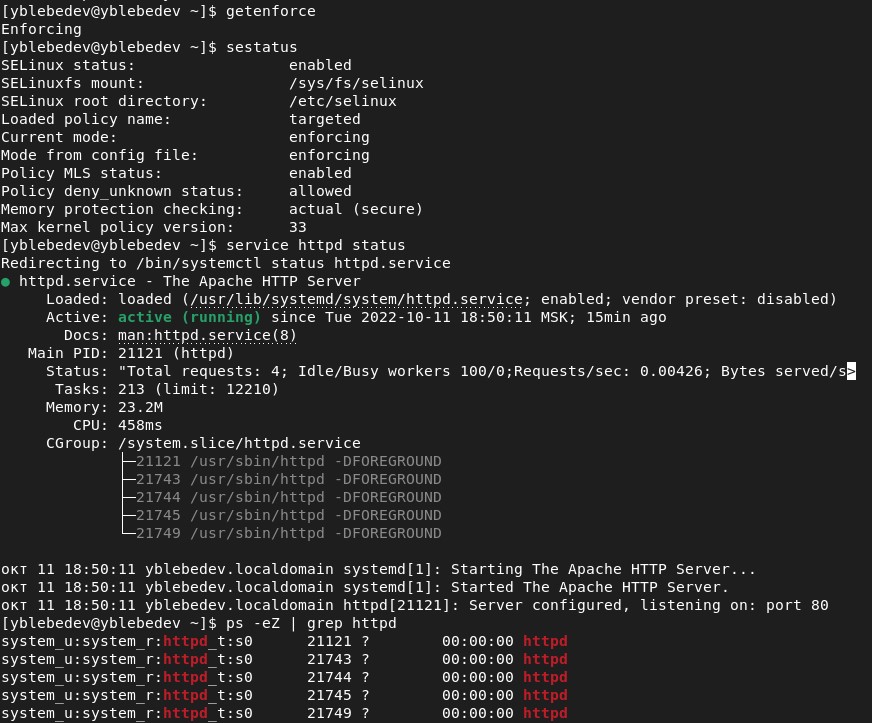 [yblebedev@yblebedev ~]$ getenforce
Enforcing
[yblebedev@yblebedev ~]$ sestatus
SELinux status:                 enabled
SELinuxfs mount:                /sys/fs/selinux
SELinux root directory:         /etc/selinux
Loaded policy name:             targeted
Current mode:                   enforcing
Mode from config file:          enforcing
Policy MLS status:              enabled
Policy deny_unknown status:     allowed
Memory protection checking:     actual (secure)
Max kernel policy version:      33
[yblebedev@yblebedev ~]$ service httpd status
Redirecting to /bin/systemctl status httpd.service
● httpd.service - The Apache HTTP Server
     Loaded: loaded (/usr/lib/systemd/system/httpd.service; enabled; vendor preset: disabled)
     Active: active (running) since Tue 2022-10-11 18:50:11 MSK; 15min ago
       Docs: man:httpd.service(8)
   Main PID: 21121 (httpd)
     Status: "Total requests: 4; Idle/Busy workers 100/0;Requests/sec: 0.00426; Bytes served/s>
      Tasks: 213 (limit: 12210)
     Memory: 23.2M
        CPU: 458ms
     CGroup: /system.slice/httpd.service
             ├─21121 /usr/sbin/httpd -DFOREGROUND
             ├─21743 /usr/sbin/httpd -DFOREGROUND
             ├─21744 /usr/sbin/httpd -DFOREGROUND
             ├─21745 /usr/sbin/httpd -DFOREGROUND
             └─21749 /usr/sbin/httpd -DFOREGROUND

окт 11 18:50:11 yblebedev.localdomain systemd[1]: Starting The Apache HTTP Server...
окт 11 18:50:11 yblebedev.localdomain systemd[1]: Started The Apache HTTP Server.
окт 11 18:50:11 yblebedev.localdomain httpd[21121]: Server configured, listening on: port 80
[yblebedev@yblebedev ~]$ ps -eZ | grep httpd
system_u:system_r:httpd_t:s0      21121 ?        00:00:00 httpd
system_u:system_r:httpd_t:s0      21743 ?        00:00:00 httpd
system_u:system_r:httpd_t:s0      21744 ?        00:00:00 httpd
system_u:system_r:httpd_t:s0      21745 ?        00:00:00 httpd
system_u:system_r:httpd_t:s0      21749 ?        00:00:00 httpd